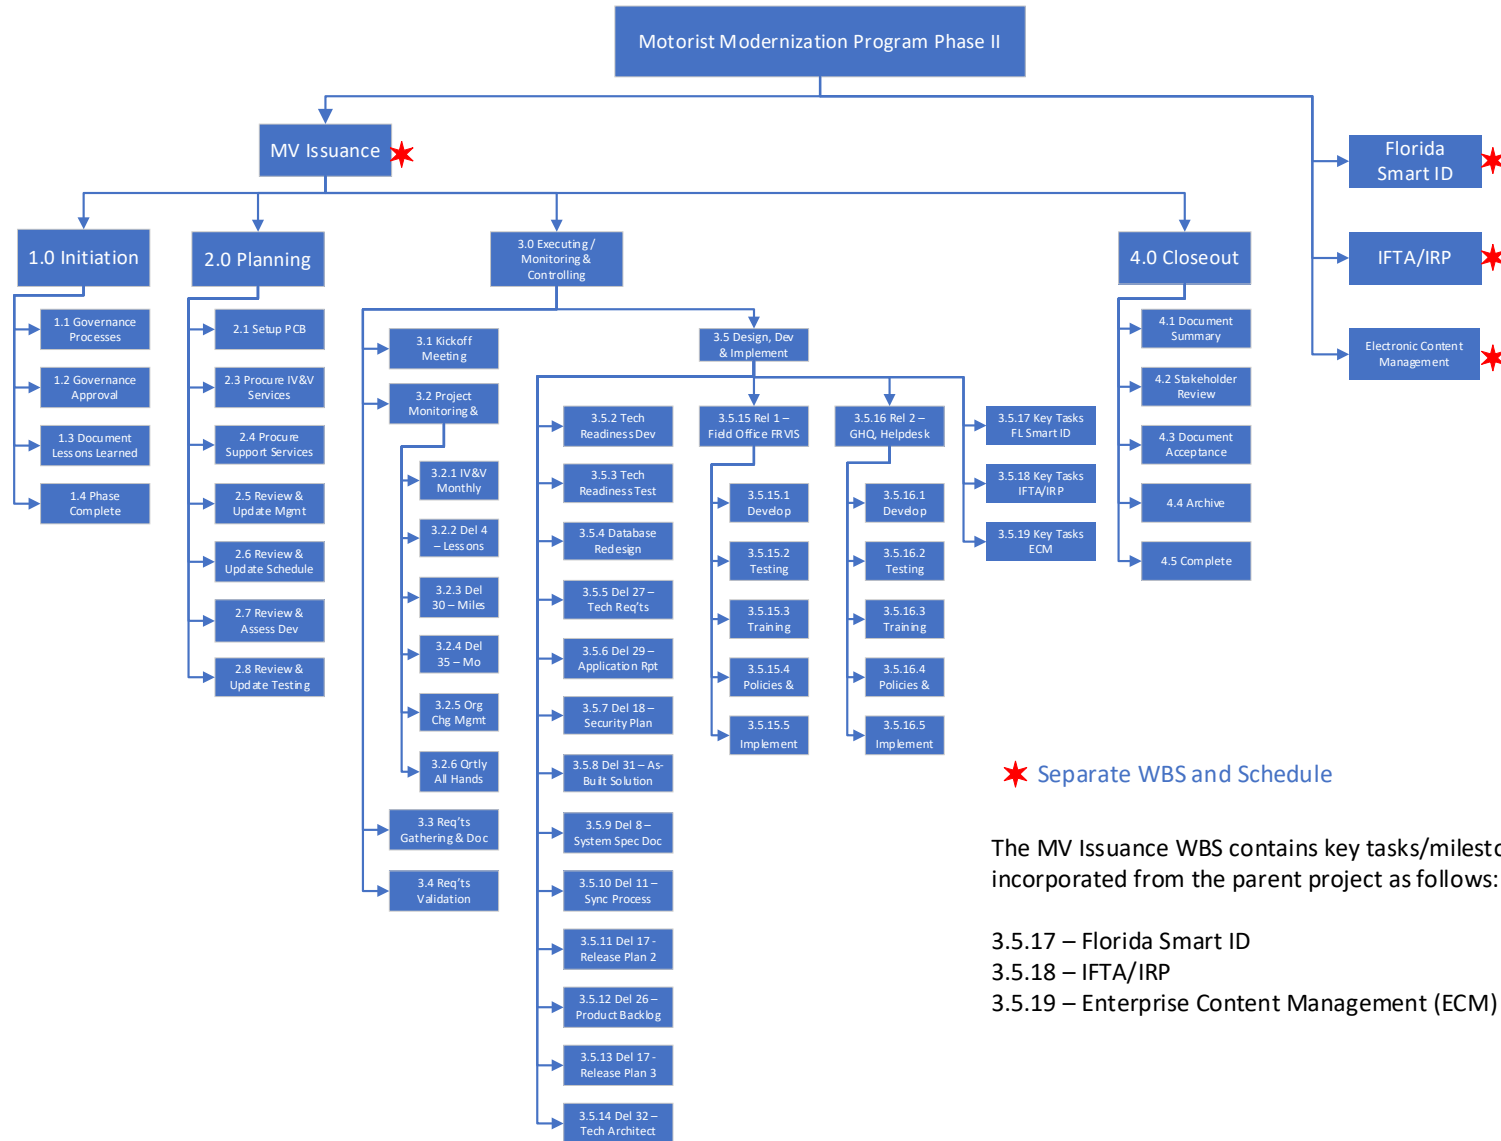 Motorist Modernization Program Phase II
MV Issuance
Florida
Smart ID
IFTA/IRP
Electronic Content
Management
1.0 Initiation
1.1 Governance
Processes
1.2 Governance
Approval
1.3 Document
Lessons Learned
1.4 Phase
Complete
2.0 Planning
2.1 Setup PCB
2.3 Procure IV&V
Services
2.4 Procure
Support Services
2.5 Review &
Update Mgmt
2.6 Review &
Update Schedule
2.7 Review &
Assess Dev
2.8 Review &
Update Testing
3.0 Executing /
Monitoring &
Controlling
3.1 Kickoff
Meeting
3.2 Project
Monitoring &
3.2.1 IV&V
Monthly
3.2.2 Del 4
– Lessons
3.2.3 Del
30 – Miles
3.2.4 Del
35 – Mo
3.2.5 Org
Chg Mgmt
3.2.6 Qrtly
All Hands
3.3 Req'ts
Gathering & Doc
3.4 Req'ts
Validation
3.5 Design, Dev
& Implement
3.5.2 Tech
Readiness Dev
3.5.3 Tech
Readiness Test
3.5.4 Database
Redesign
3.5.5 Del 27 –
Tech Req'ts
3.5.6 Del 29 –
Application Rpt
3.5.7 Del 18 –
Security Plan
3.5.8 Del 31 – As-
Built Solution
3.5.9 Del 8 –
System Spec Doc
3.5.10 Del 11 –
Sync Process
3.5.11 Del 17 -
Release Plan 2
3.5.12 Del 26 –
Product Backlog
3.5.13 Del 17 -
Release Plan 3
3.5.14 Del 32 –
Tech Architect
3.5.15 Rel 1 –
Field Office FRVIS
3.5.15.1
Develop
3.5.15.2
Testing
3.5.15.3
Training
3.5.15.4
Policies &
3.5.15.5
Implement
3.5.16 Rel 2 –
GHQ, Helpdesk
3.5.16.1
Develop
3.5.16.2
Testing
3.5.16.3
Training
3.5.16.4
Policies &
3.5.16.5
Implement
3.5.17 Key Tasks
FL Smart ID
3.5.18 Key Tasks
IFTA/IRP
3.5.19 Key Tasks
ECM
4.0 Closeout
4.1 Document
Summary
4.2 Stakeholder
Review
4.3 Document
Acceptance
4.4 Archive
4.5 Complete
Separate WBS and Schedule
The MV Issuance WBS contains key tasks/milesto
incorporated from the parent project as follows:
3.5.17 – Florida Smart ID
3.5.18 – IFTA/IRP
3.5.19 – Enterprise Content Management (ECM)